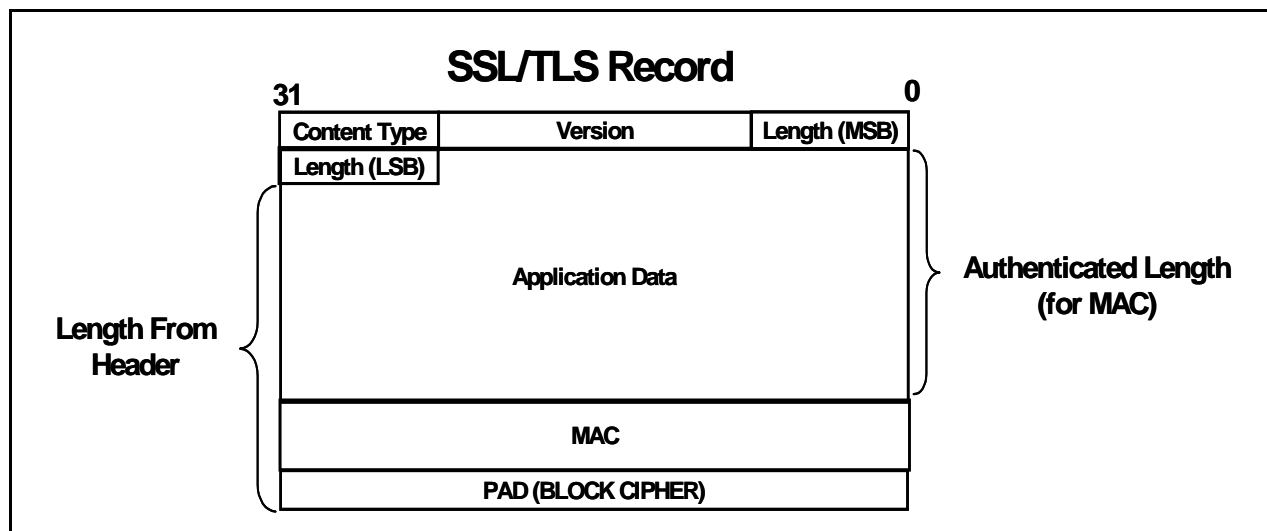 SSL/TLS Record
31
0
Content Type
Version
Length (MSB)
Length (LSB)
Application Data
Authenticated Length
(for MAC)
Length From
Header
MAC
PAD (BLOCK CIPHER)